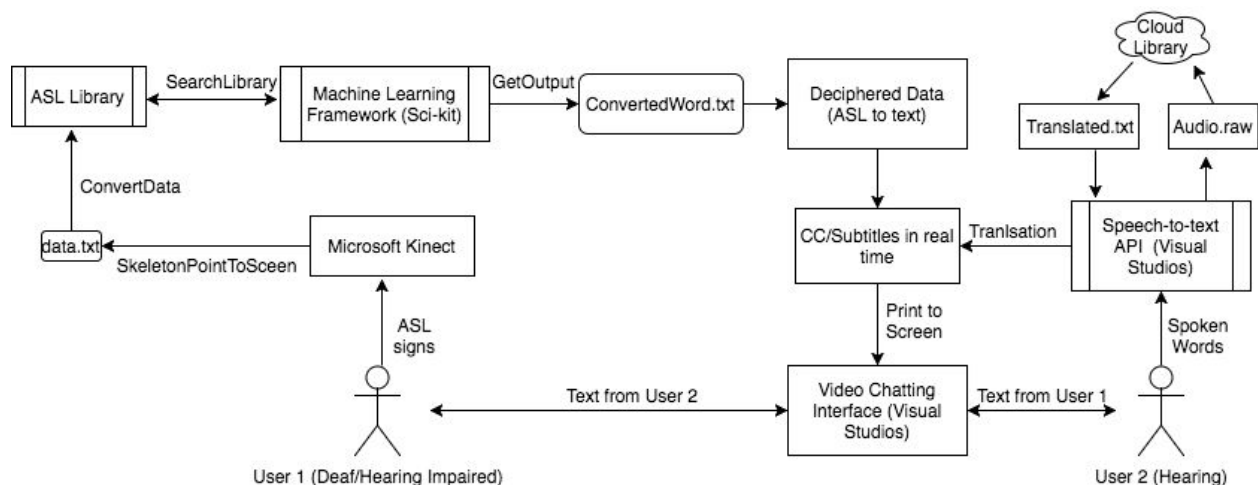 Cloud
Library
ASL Library
SearchLibrary
Machine Learning
Framework (Sci-kit)
GetOutput
ConvertedWord.txt
Deciphered Data
(ASL to text)
Translated.txt
Audio.raw
ConvertData
data.txt
SkeletonPointToSceen
Microsoft Kinect
CC/Subtitles in real
time
Tranlsation
Speech-to-text
API (Visual
Studios)
ASL
signs
Print to
Screen
Spoken
Words
Text from User 2
Video Chatting
Interface (Visual
Studios)
Text from User 1
User 1 (Deaf/Hearing Impaired)
User 2 (Hearing)